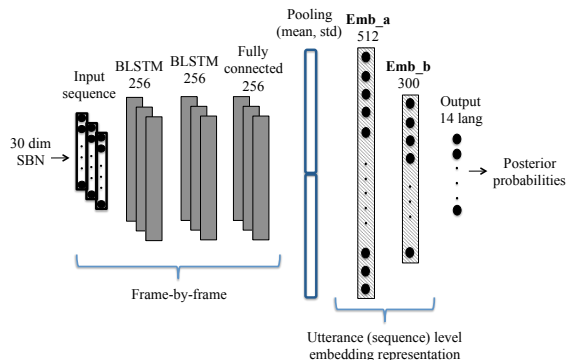 Pooling
(mean, std)
Emb_a
512
Emb_b
300
Fully
connected
256
BLSTM
256
BLSTM
256
Input
sequence
Output
14 lang
30 dim
SBN
Posterior
probabilities
Frame-by-frame
Utterance (sequence) level
embedding representation